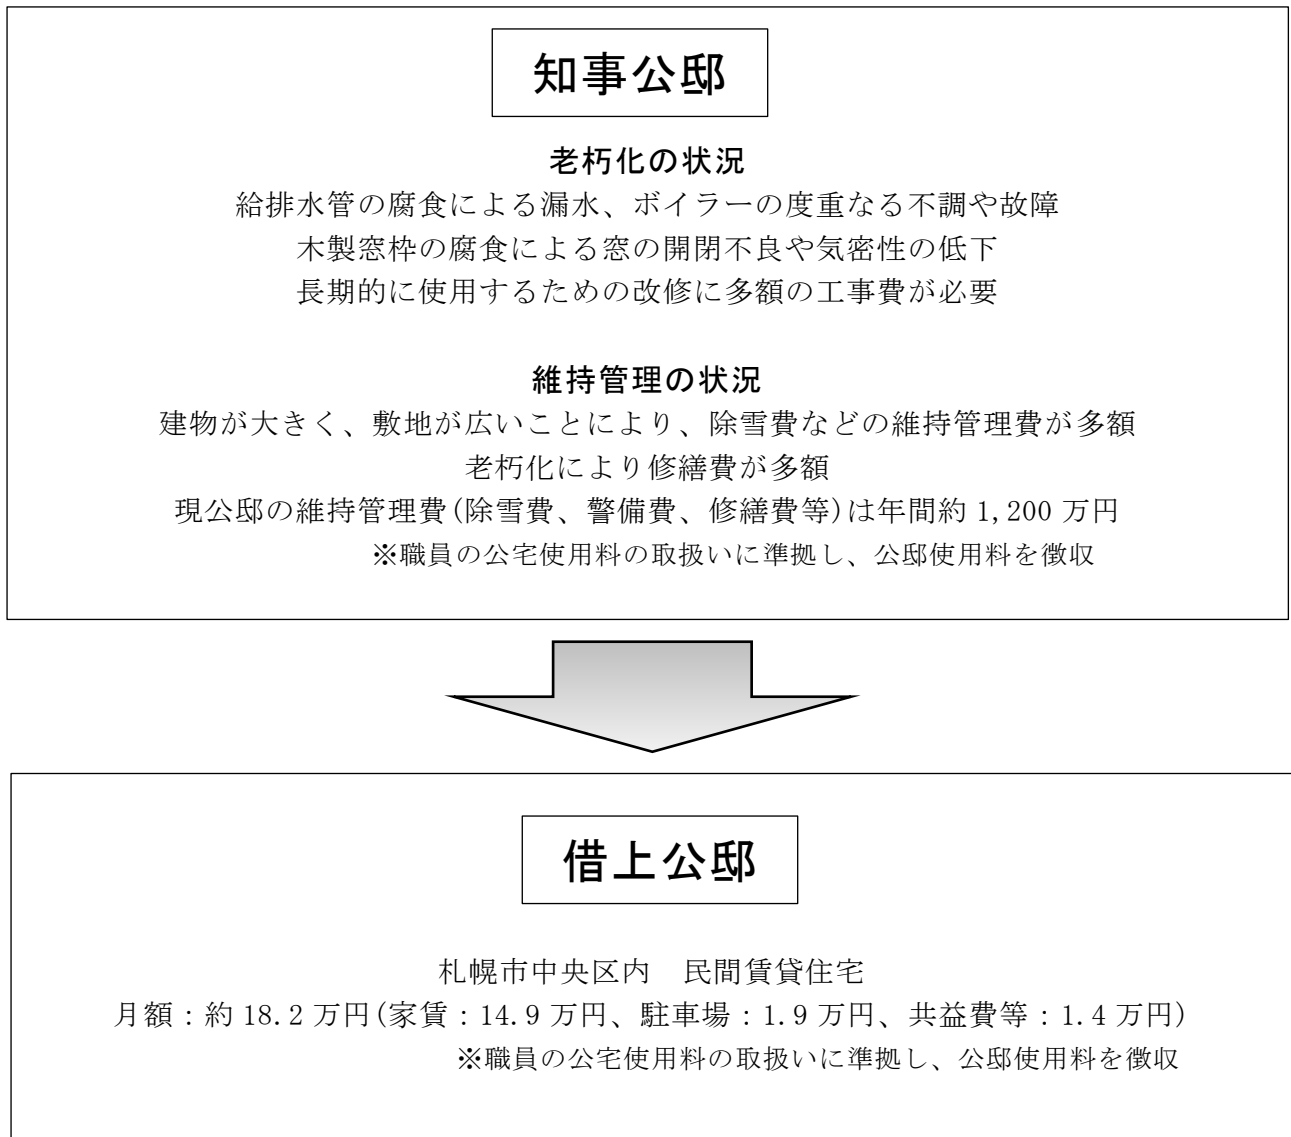 知事公邸
老朽化の状況
給排水管の腐食による漏水、ボイラーの度重なる不調や故障
木製窓枠の腐食による窓の開閉不良や気密性の低下
長期的に使用するための改修に多額の工事費が必要
維持管理の状況
建物が大きく、敷地が広いことにより、除雪費などの維持管理費が多額
老朽化により修繕費が多額
現公邸の維持管理費(除雪費、警備費、修繕費等)は年間約 1,200 万円
※職員の公宅使用料の取扱いに準拠し、公邸使用料を徴収
借上公邸
札幌市中央区内　民間賃貸住宅
月額：約 18.2 万円(家賃：14.9 万円、駐車場：1.9 万円、共益費等：1.4 万円)
※職員の公宅使用料の取扱いに準拠し、公邸使用料を徴収